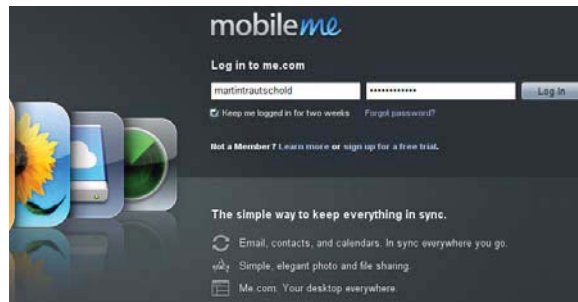 mobileme
Log in to me.com
martintrautschold •••••••••••• Log In
Keep me logged in for two weeks Forgot password?
Not a Member? Learn more or sign up for a free trial.
The simple way to keep everything in sync.
Email, contacts, and calendars. In sync everywhere you go.
Simple, elegant photo and file sharing.
Me.com. Your desktop everywhere.